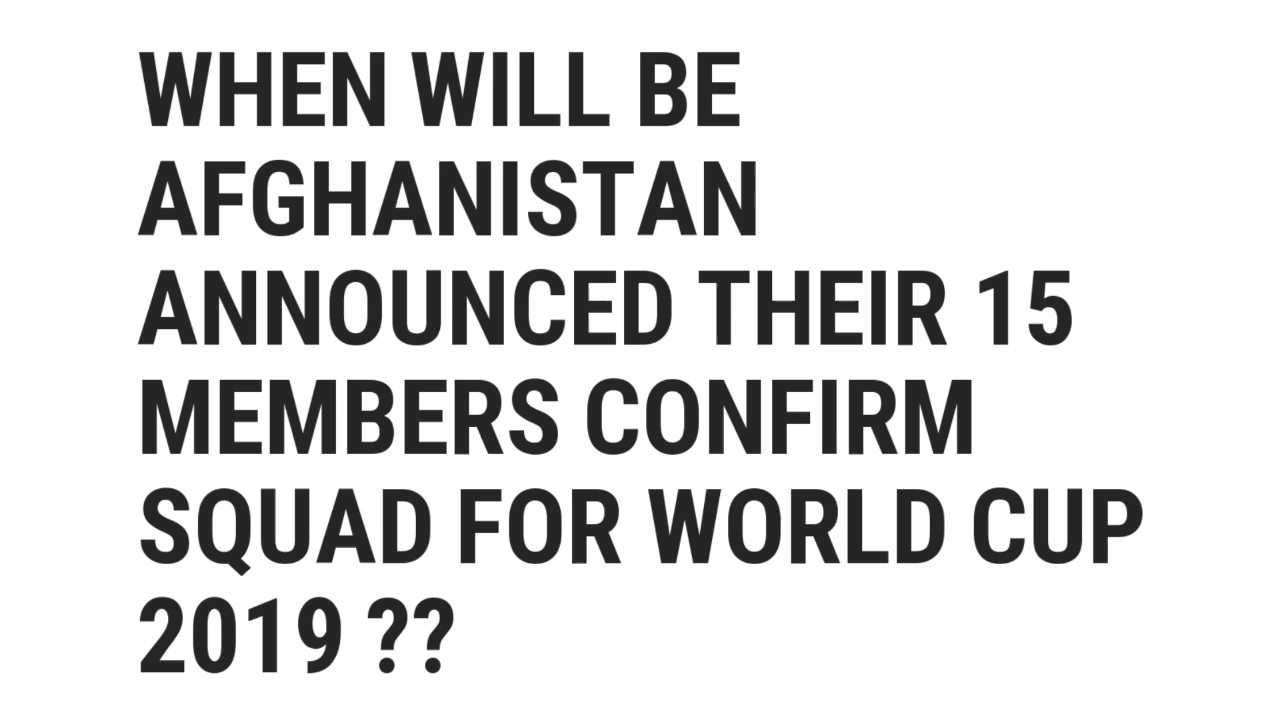 WHEN WILL BE
AFGHANISTAN
ANNOUNCED THEIR 15
MEMBERS CONFIRM
SQUAD FOR WORLD CUP
2019 ??